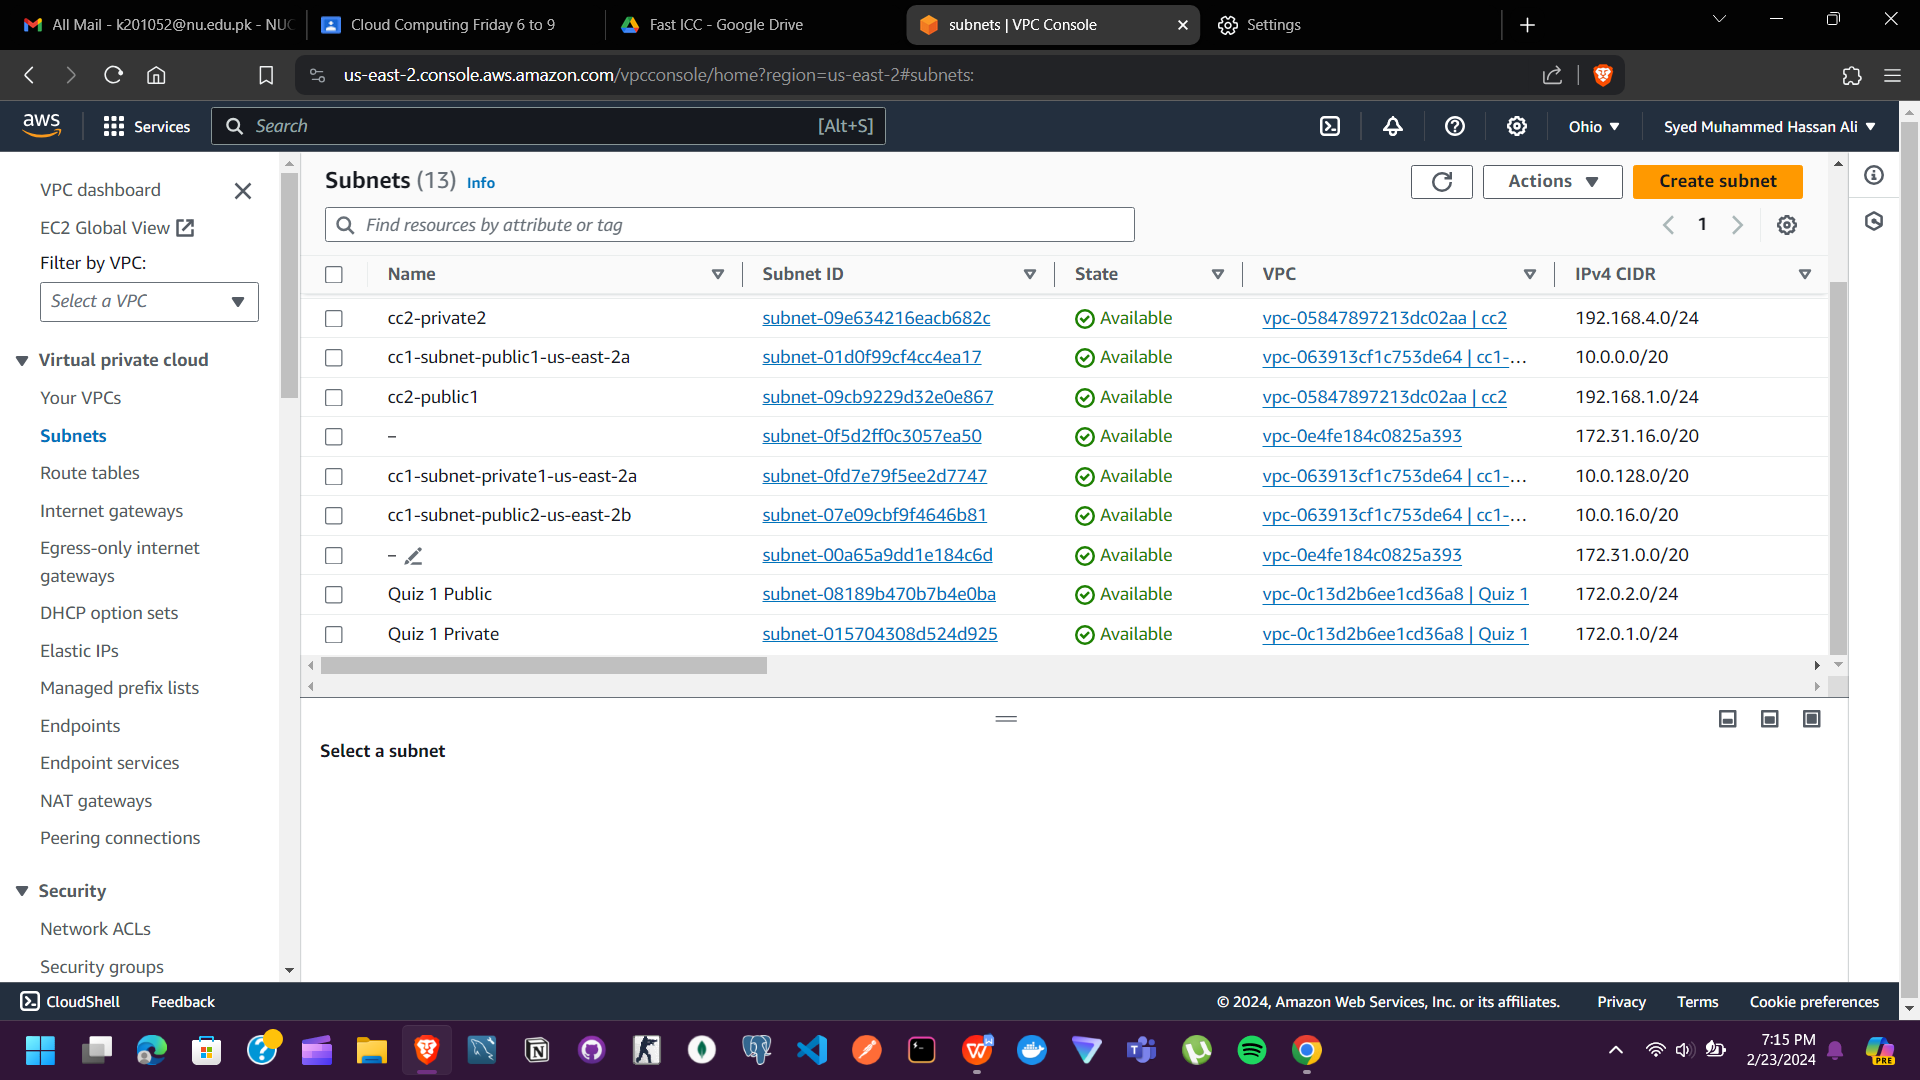 All Mail - k201052@nu.edu.pk - NUC
Cloud Computing Friday 6 to 9
Fast ICC - Google Drive
subnets | VPC Console
Settings
us-east-2.console.aws.amazon.com/vpcconsole/home?region=us-east-2#subnets:
aws
Services
Search
[Alt+S]
Ohio
Syed Muhammed Hassan Ali
VPC dashboard
EC2 Global View
Filter by VPC:
Select a VPC
Virtual private cloud
Your VPCs
Subnets
Route tables
Internet gateways
Egress-only internet
gateways
DHCP option sets
Elastic IPs
Managed prefix lists
Endpoints
Endpoint services
NAT gateways
Peering connections
Security
Network ACLs
Security groups
Subnets (13) Info
Actions
Create subnet
Find resources by attribute or tag
1
Name Subnet ID State VPC IPv4 CIDR
cc2-private2 subnet-09e634216eacb682c Available vpc-05847897213dc02aa | cc2 192.168.4.0/24
cc1-subnet-public1-us-east-2a subnet-01d0f99cf4cc4ea17 Available vpc-063913cf1c753de64 | cc1-... 10.0.0.0/20
cc2-public1 subnet-09cb9229d32e0e867 Available vpc-05847897213dc02aa | cc2 192.168.1.0/24
– subnet-0f5d2ff0c3057ea50 Available vpc-0e4fe184c0825a393 172.31.16.0/20
cc1-subnet-private1-us-east-2a subnet-0fd7e79f5ee2d7747 Available vpc-063913cf1c753de64 | cc1-... 10.0.128.0/20
cc1-subnet-public2-us-east-2b subnet-07e09cbf9f4646b81 Available vpc-063913cf1c753de64 | cc1-... 10.0.16.0/20
– subnet-00a65a9dd1e184c6d Available vpc-0e4fe184c0825a393 172.31.0.0/20
Quiz 1 Public subnet-08189b470b7b4e0ba Available vpc-0c13d2b6ee1cd36a8 | Quiz 1 172.0.2.0/24
Quiz 1 Private subnet-015704308d524d925 Available vpc-0c13d2b6ee1cd36a8 | Quiz 1 172.0.1.0/24
Select a subnet
CloudShell
Feedback
© 2024, Amazon Web Services, Inc. or its affiliates.
Privacy
Terms
Cookie preferences
7:15 PM
2/23/2024
PRE